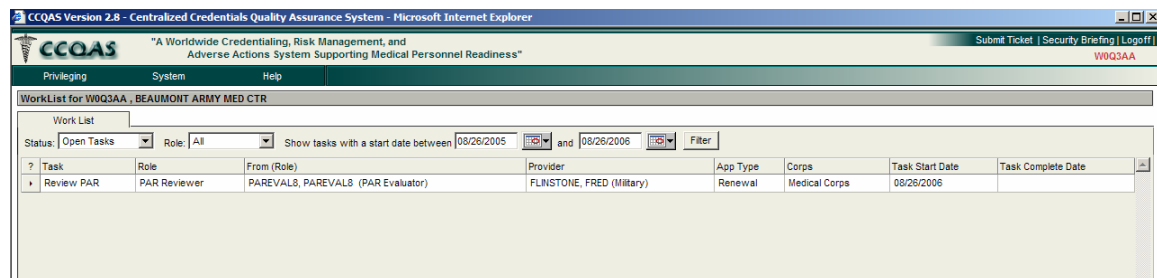 CCQAS Version 2.8 - Centralized Credentials Quality Assurance System - Microsoft Internet Explorer
CCQAS "A Worldwide Credentialing, Risk Management, and
Adverse Actions System Supporting Medical Personnel Readiness"
Submit Ticket | Security Briefing | Logoff |
W0Q3AA
Privileging System Help
WorkList for W0Q3AA , BEAUMONT ARMY MED CTR
Work List
Status: Open Tasks Role: All Show tasks with a start date between 08/26/2005 and 08/26/2006 Filter
? Task Role From (Role) Provider App Type Corps Task Start Date Task Complete Date
Review PAR PAR Reviewer PAREVAL8, PAREVAL8 (PAR Evaluator) FLINSTONE, FRED (Military) Renewal Medical Corps 08/26/2006